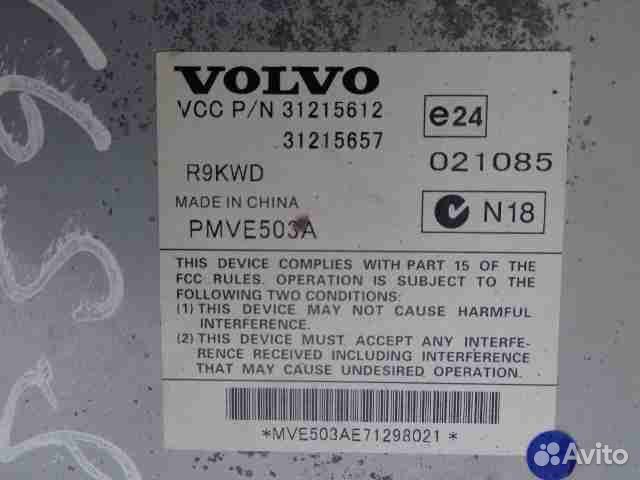 VOLVO
VCC P/N 31215612
31215657
e24
021085
R9KWD
MADE IN CHINA
PMVE503A
N18
THIS DEVICE COMPLIES WITH PART 15 OF THE
FCC RULES. OPERATION IS SUBJECT TO THE
FOLLOWING TWO CONDITIONS:
(1) THIS DEVICE MAY NOT CAUSE HARMFUL
INTERFERENCE.
(2) THIS DEVICE MUST ACCEPT ANY INTERFE-
RENCE RECEIVED INCLUDING INTERFERENCE
THAT MAY CAUSE UNDESIRED OPERATION.
*MVE503AE71298021*
Avito